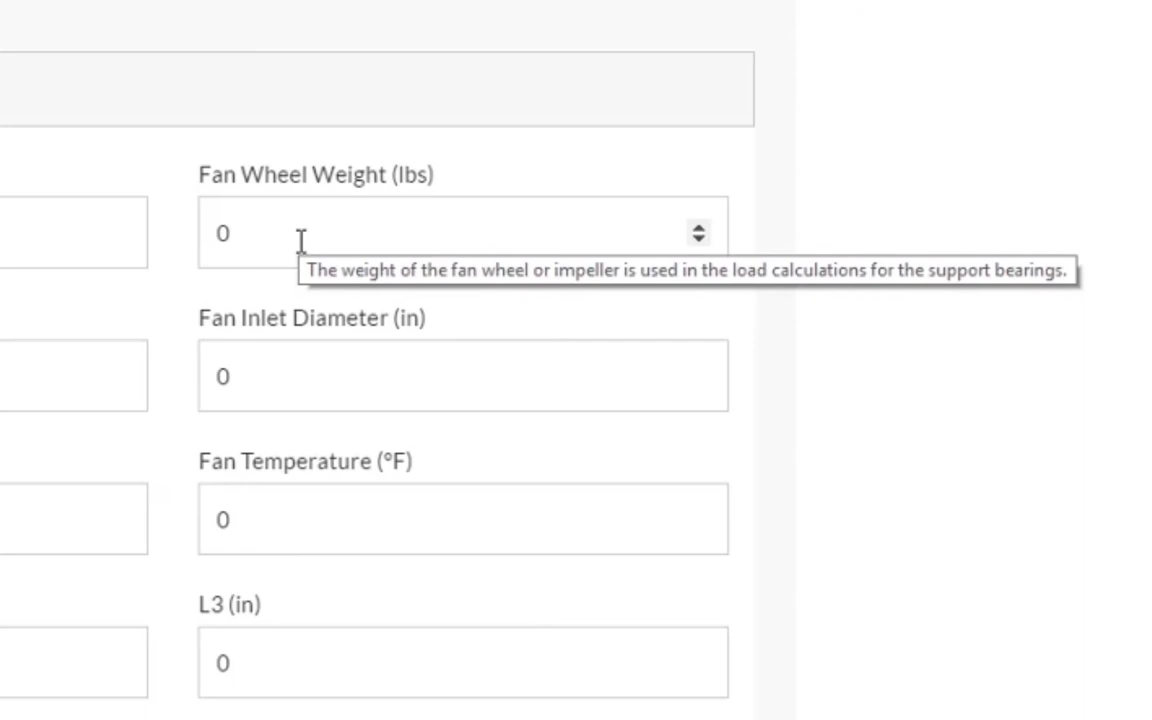 Fan Wheel Weight (lbs)
0
The weight of the fan wheel or impeller is used in the load calculations for the support bearings.
Fan Inlet Diameter (in)
0
Fan Temperature (°F)
0
L3 (in)
0